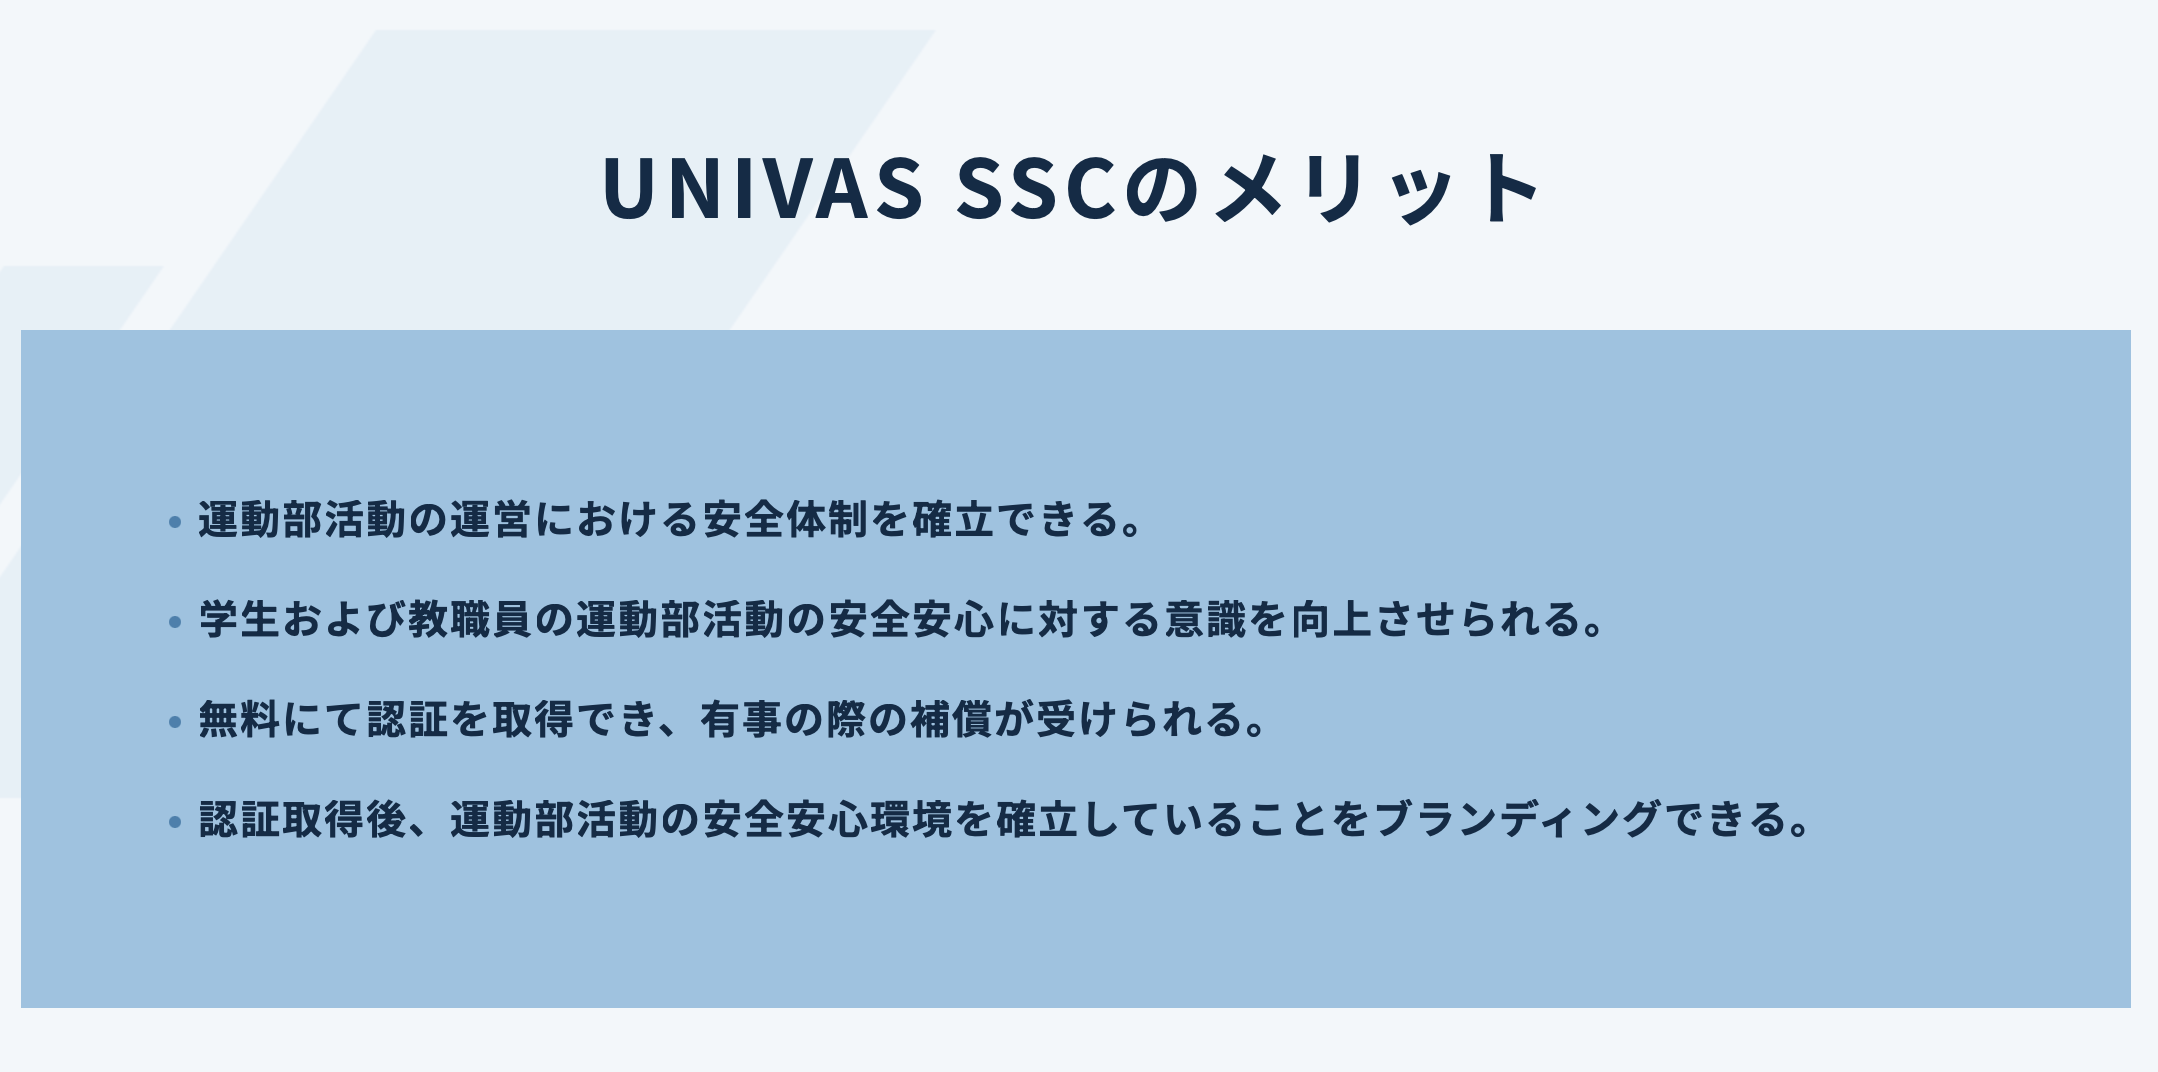 UNIVAS SSCのメリット
• 運動部活動の運営における安全体制を確立できる。
• 学生および教職員の運動部活動の安全安心に対する意識を向上させられる。
• 無料にて認証を取得でき、有事の際の補償が受けられる。
• 認証取得後、運動部活動の安全安心環境を確立していることをブランディングできる。